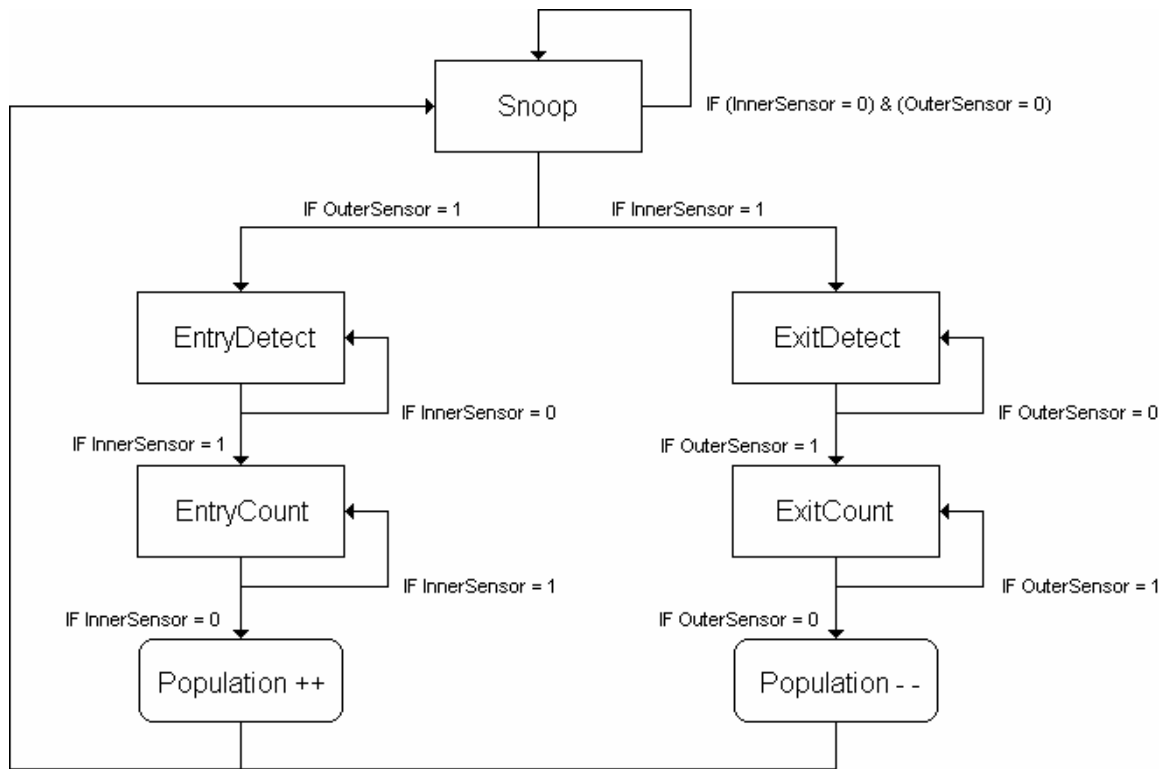 Snoop
IF (InnerSensor = 0) & (OuterSensor = 0)
IF OuterSensor = 1
IF InnerSensor = 1
EntryDetect
ExitDetect
IF InnerSensor = 0
IF OuterSensor = 0
IF InnerSensor = 1
IF OuterSensor = 1
EntryCount
ExitCount
IF InnerSensor = 1
IF OuterSensor = 1
IF InnerSensor = 0
IF OuterSensor = 0
Population ++
Population - -